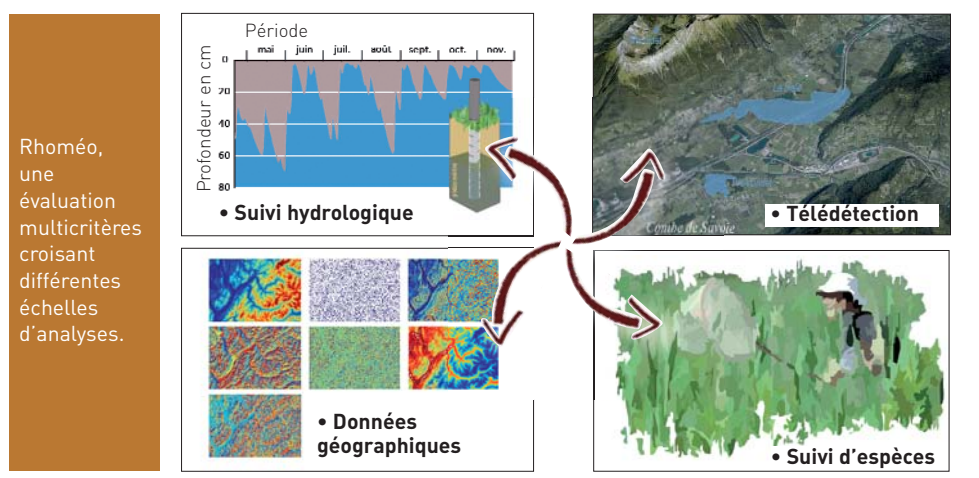 Rhoméo,
une
évaluation
multicritères
croisant
différentes
échelles
d'analyses.
Période
mai juin juil. août sept. oct. nov.
Profondeur en cm
0
20
40
60
80
• Suivi hydrologique
• Télédétection
Combe de Savoie
• Données
géographiques
• Suivi d'espèces